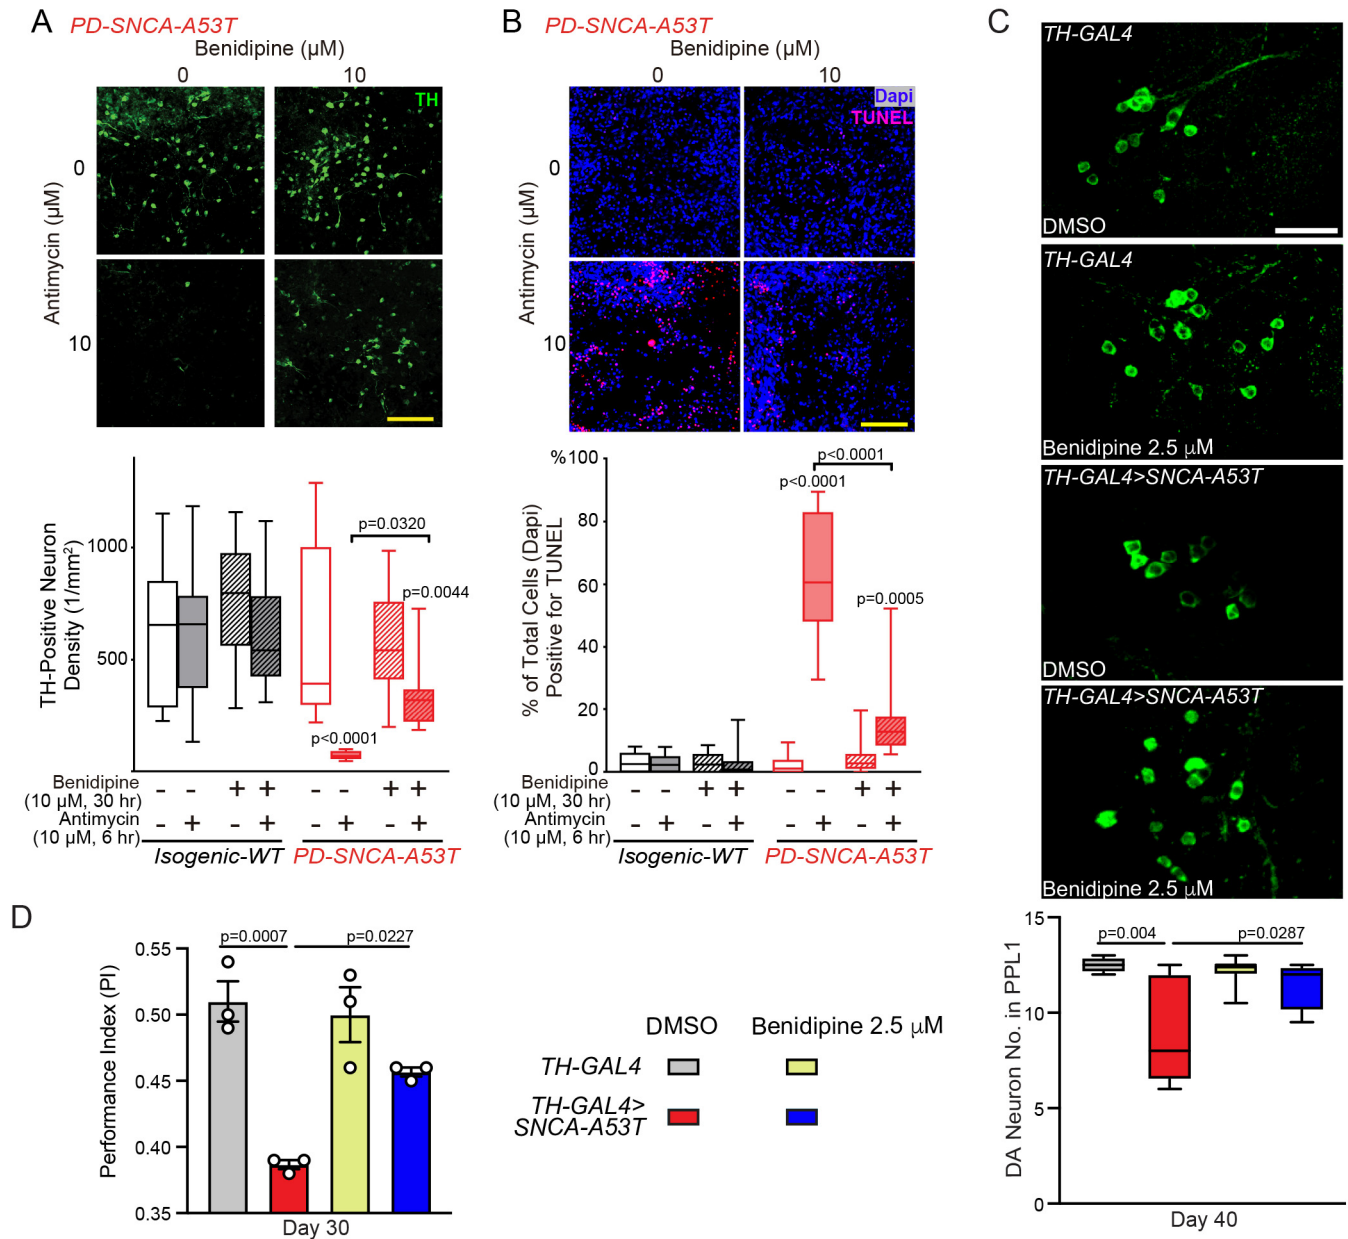 A PD-SNCA-A53T
Benidipine (µM)
0 10
TH
Antimycin (µM)
0
10
TH-Positive Neuron
Density (1/mm²)
1000
500
p=0.0320
p=0.0044
p<0.0001
Benidipine - - + + - - + +
(10 µM, 30 hr)
Antimycin - + - + - + - +
(10 µM, 6 hr)
Isogenic-WT PD-SNCA-A53T
B PD-SNCA-A53T
Benidipine (µM)
0 10
Dapi
TUNEL
Antimycin (µM)
0
10
% of Total Cells (Dapi)
Positive for TUNEL
%100
80
60
40
20
0
p<0.0001
p<0.0001
p=0.0005
Benidipine - - + + - - + +
(10 µM, 30 hr)
Antimycin - + - + - + - +
(10 µM, 6 hr)
Isogenic-WT PD-SNCA-A53T
C
TH-GAL4
DMSO
TH-GAL4
Benidipine 2.5 µM
TH-GAL4>SNCA-A53T
DMSO
TH-GAL4>SNCA-A53T
Benidipine 2.5 µM
DA Neuron No. in PPL1
15
10
5
0
p=0.004 p=0.0287
Day 40
D
Performance Index (PI)
0.55
0.50
0.45
0.40
0.35
p=0.0007 p=0.0227
Day 30
DMSO Benidipine 2.5 µM
TH-GAL4
TH-GAL4>
SNCA-A53T